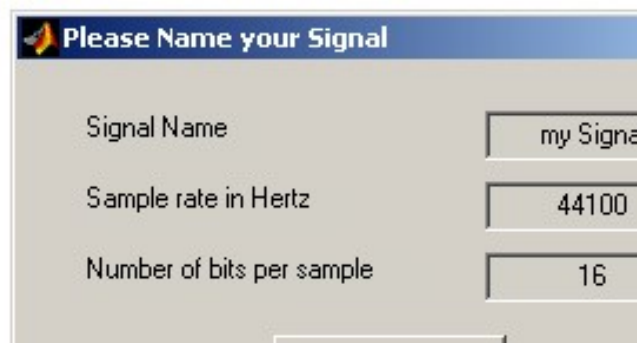 Please Name your Signal
Signal Name my Signa
Sample rate in Hertz 44100
Number of bits per sample 16